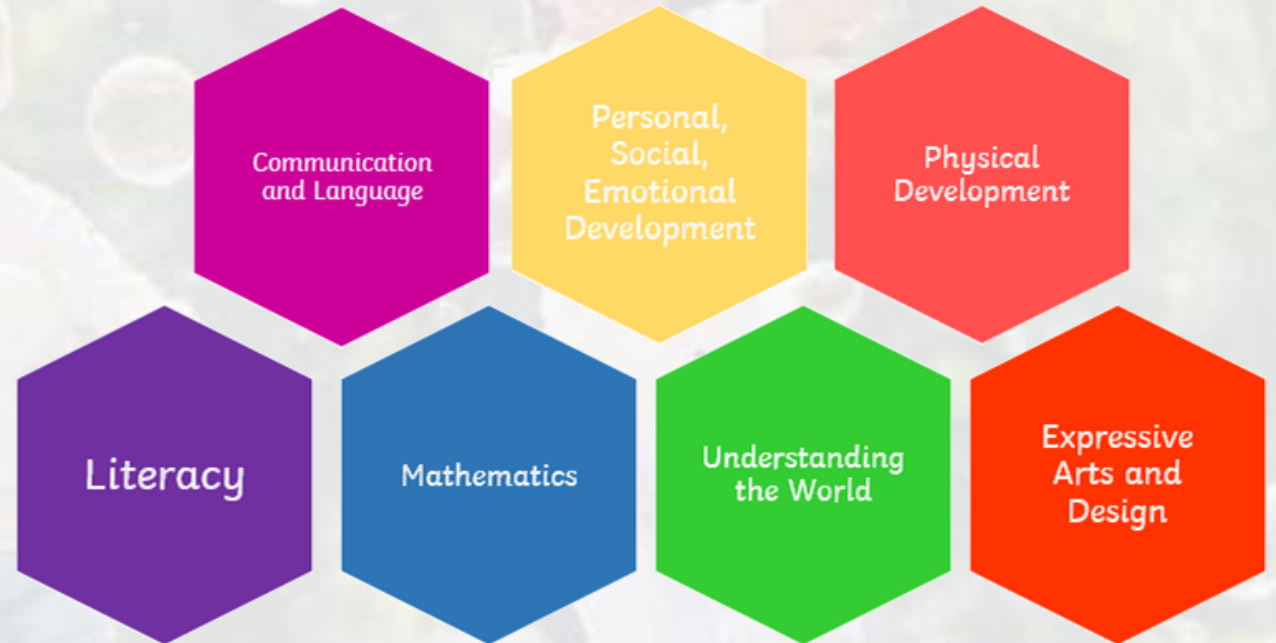 Communication
and Language
Personal,
Social,
Emotional
Development
Physical
Development
Literacy
Mathematics
Understanding
the World
Expressive
Arts and
Design